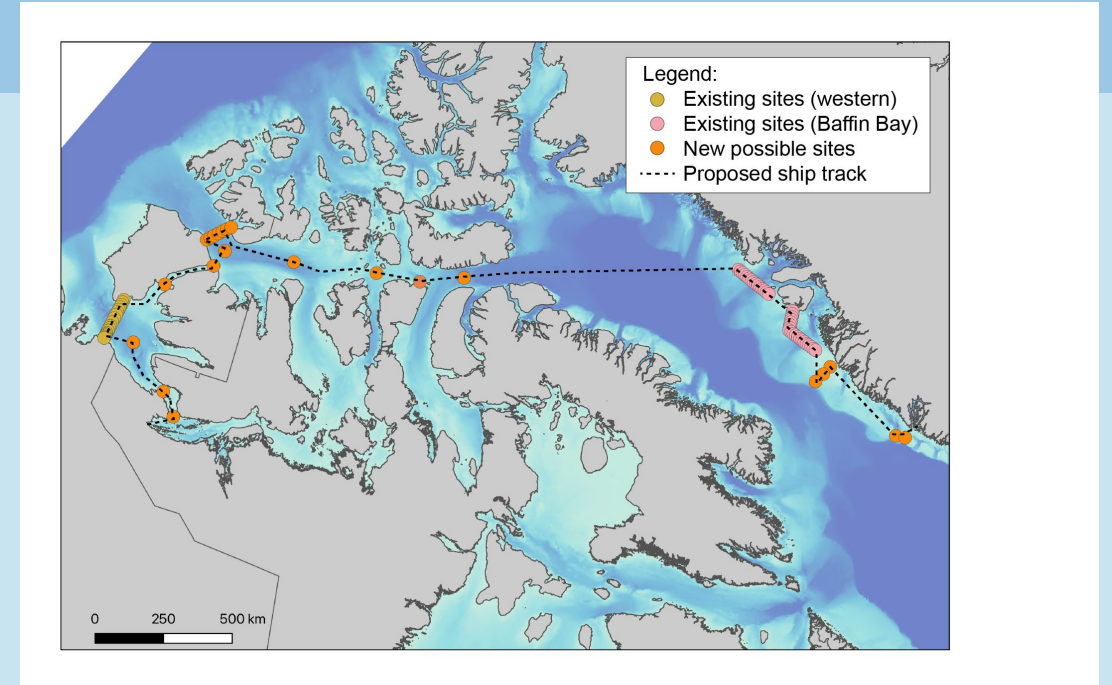 Legend:
Existing sites (western)
Existing sites (Baffin Bay)
New possible sites
Proposed ship track
0 250 500 km